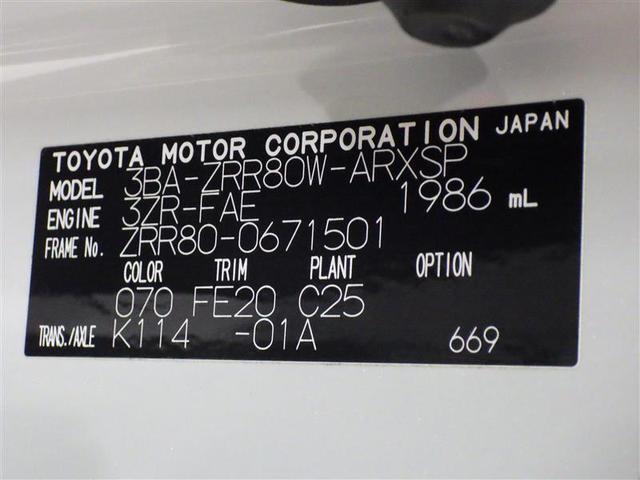 TOYOTA MOTOR CORPORATION JAPAN
MODEL 3BA-ZRR80W-ARXSP
ENGINE 3ZR-FAE 1986 mL
FRAME No. ZRR80-0671501
COLOR TRIM PLANT OPTION
070 FE20 C25
TRANS./AXLE K114 -01A 669